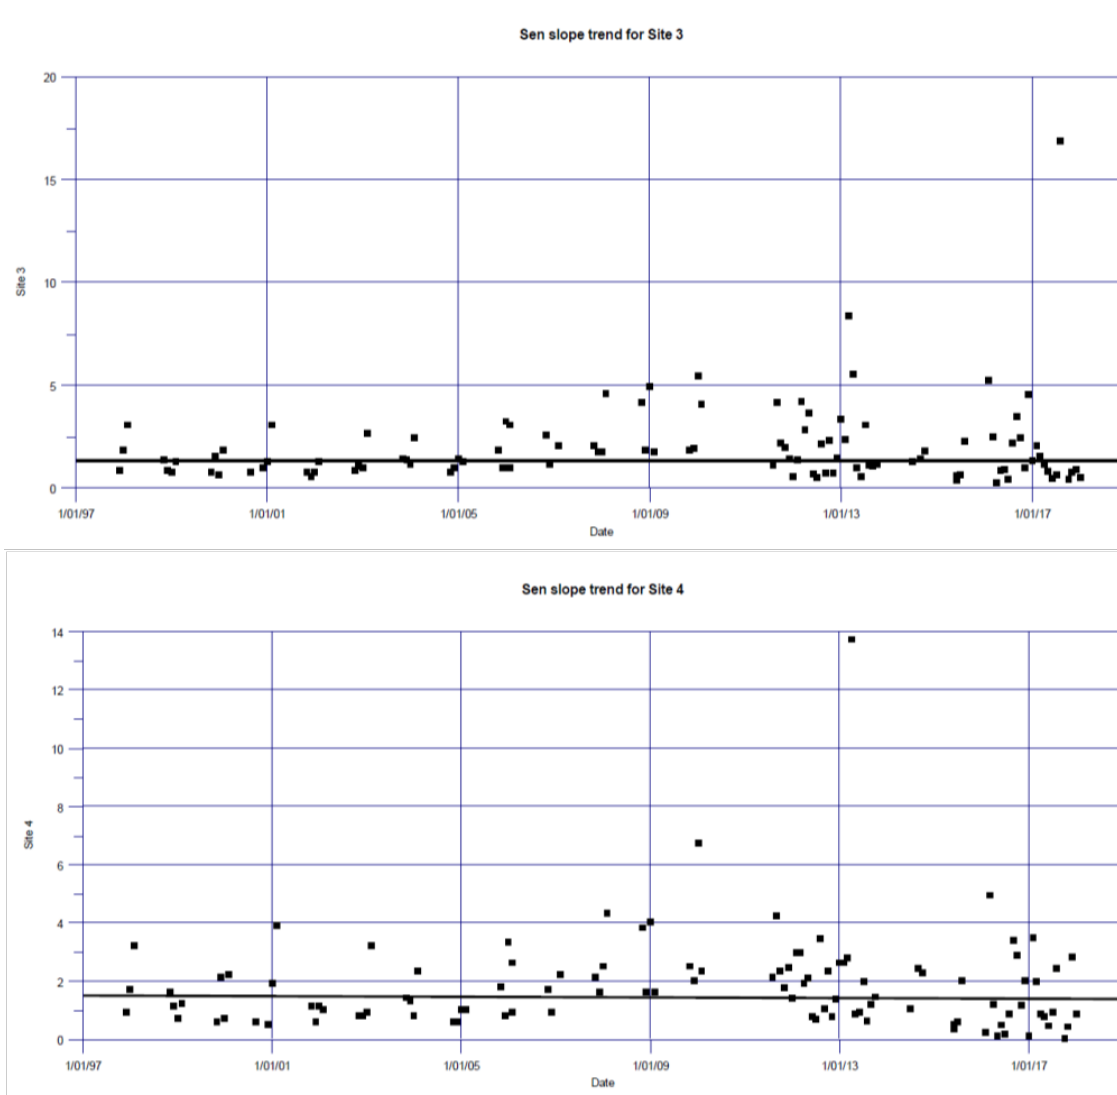 Sen slope trend for Site 3
20
15
10
5
0
Site 3
1/01/97 1/01/01 1/01/05 1/01/09 1/01/13 1/01/17
Date
Sen slope trend for Site 4
14
12
10
8
6
4
2
0
Site 4
1/01/97 1/01/01 1/01/05 1/01/09 1/01/13 1/01/17
Date